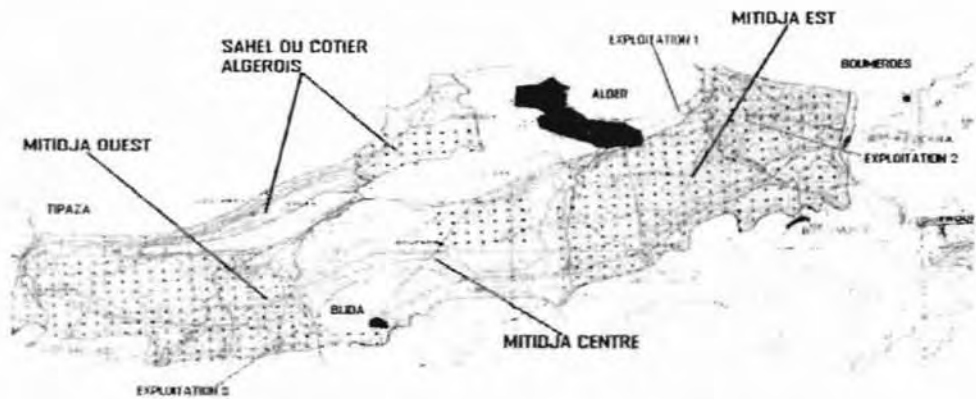 MITIDJA EST
EXPLOITATION 1
SAHEL OU COTIER
ALGEROIS
BOUMERDES
ALGER
MITIDJA OUEST
EXPLOITATION 2
TIPAZA
BLIDA
MITIDJA CENTRE
EXPLOITATION 3